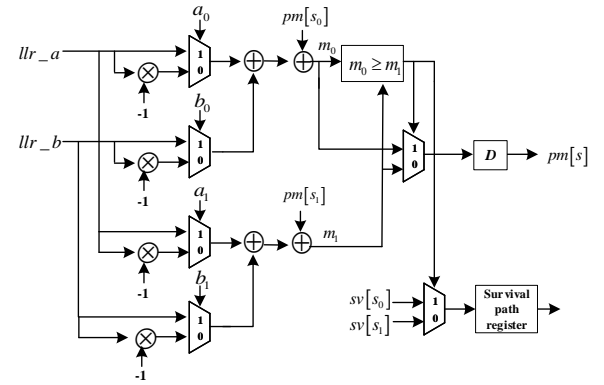 a₀
pm[s₀]
llr_a
1
0
-1
m₀
m₀ ≥ m₁
b₀
llr_b
1
0
-1
1
0
D
pm[s]
a₁
pm[s₁]
1
0
-1
m₁
b₁
1
0
-1
sv[s₀]
sv[s₁]
1
0
Survival
path
register